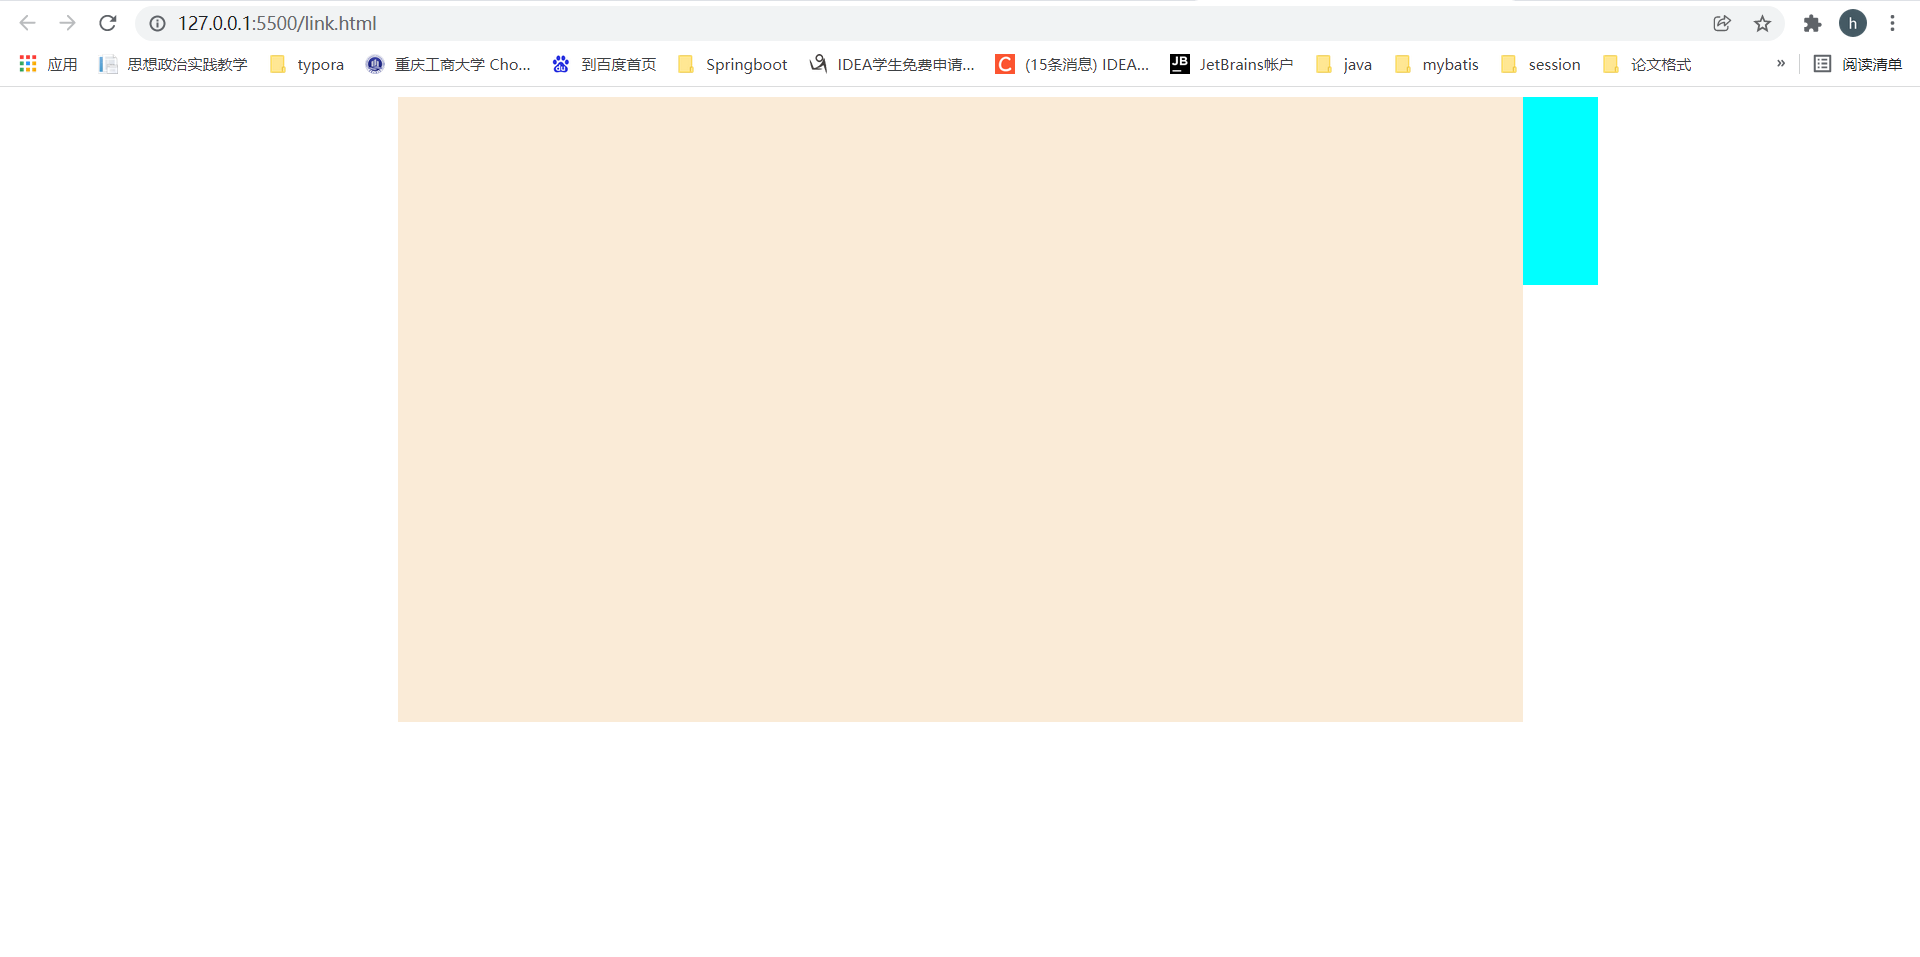 127.0.0.1:5500/link.html
h
应用 思想政治实践教学 typora 重庆工商大学 Cho... du 到百度首页 Springboot IDEA学生免费申请... C (15条消息) IDEA... JB JetBrains帐户 java mybatis session 论文格式 » 阅读清单